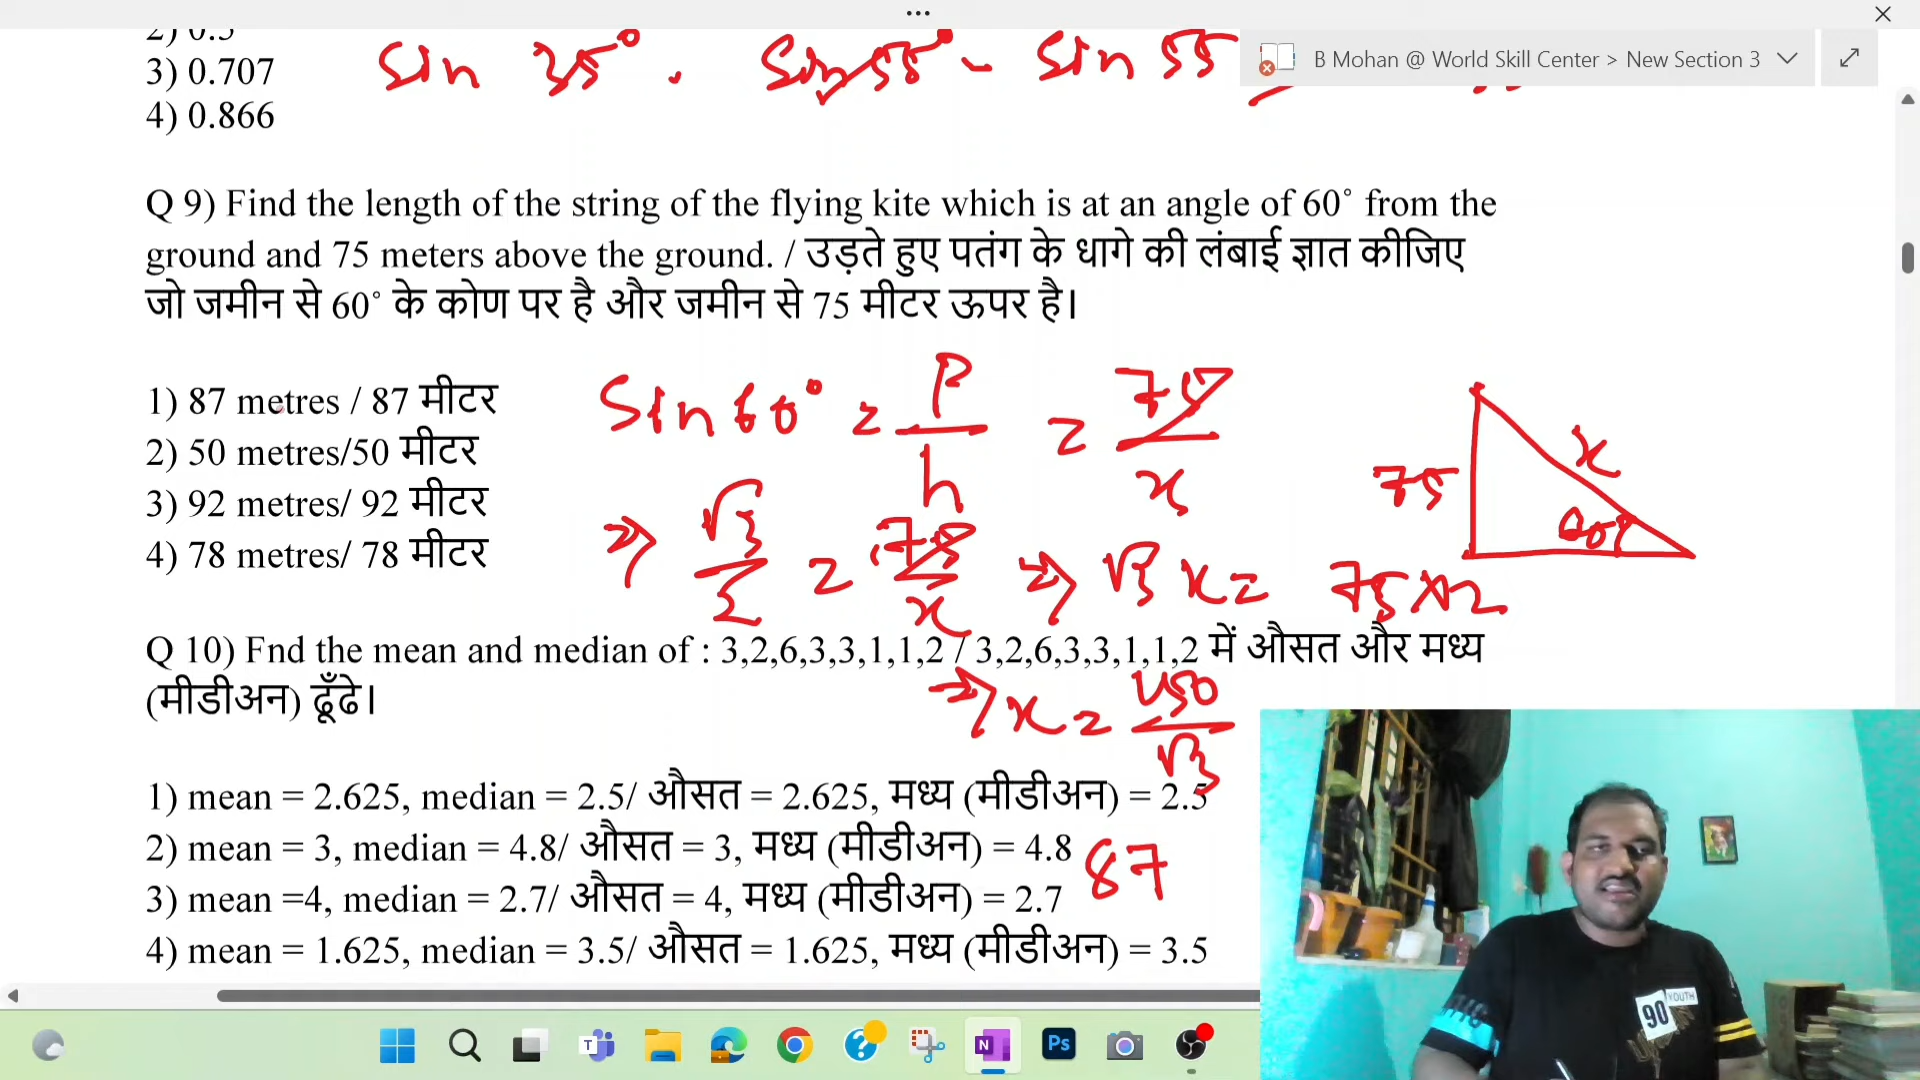 2) 0.5
3) 0.707
4) 0.866
Sin 35° . Sin 55° - Sin 55
B Mohan @ World Skill Center > New Section 3
Q 9) Find the length of the string of the flying kite which is at an angle of 60° from the
ground and 75 meters above the ground. / उड़ते हुए पतंग के धागे की लंबाई ज्ञात कीजिए
जो जमीन से 60° के कोण पर है और जमीन से 75 मीटर ऊपर है।
1) 87 metres / 87 मीटर
2) 50 metres/50 मीटर
3) 92 metres/ 92 मीटर
4) 78 metres/ 78 मीटर
Sin 60° = P/h = 75/x
⇒ √3/2 = 75/x ⇒ √3 x = 75×2
75
x
60°
Q 10) Fnd the mean and median of : 3,2,6,3,3,1,1,2 / 3,2,6,3,3,1,1,2 में औसत और मध्य
(मीडीअन) ढूँढे।
⇒ x = 150/√3
1) mean = 2.625, median = 2.5/ औसत = 2.625, मध्य (मीडीअन) = 2.5
2) mean = 3, median = 4.8/ औसत = 3, मध्य (मीडीअन) = 4.8
3) mean =4, median = 2.7/ औसत = 4, मध्य (मीडीअन) = 2.7
4) mean = 1.625, median = 3.5/ औसत = 1.625, मध्य (मीडीअन) = 3.5
87
90
YOUTH
T
N
Ps